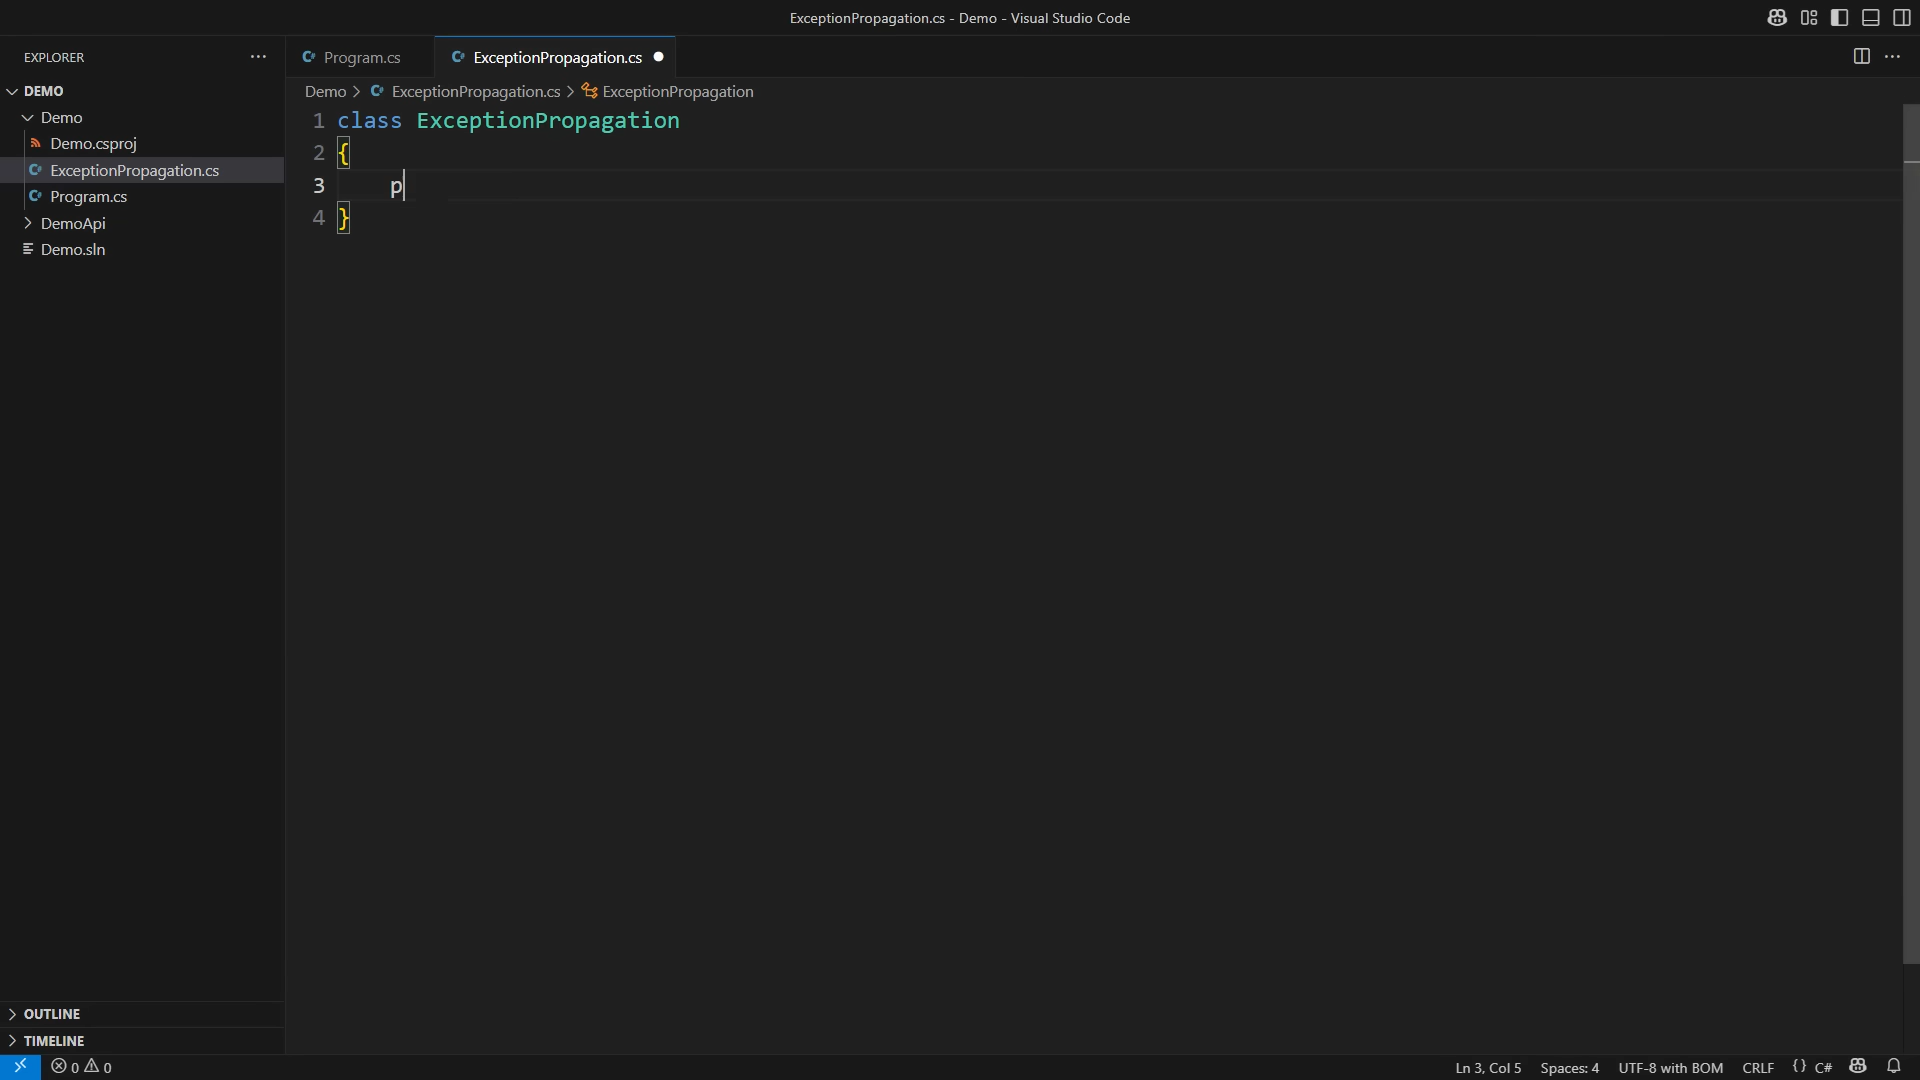 ExceptionPropagation.cs - Demo - Visual Studio Code
EXPLORER
DEMO
Demo
Demo.csproj
ExceptionPropagation.cs
Program.cs
DemoApi
Demo.sln
OUTLINE
TIMELINE
Program.cs
ExceptionPropagation.cs
Demo > ExceptionPropagation.cs > ExceptionPropagation
1 class ExceptionPropagation
2 {
3 p
4 }
0 0
Ln 3, Col 5 Spaces: 4 UTF-8 with BOM CRLF {} C#